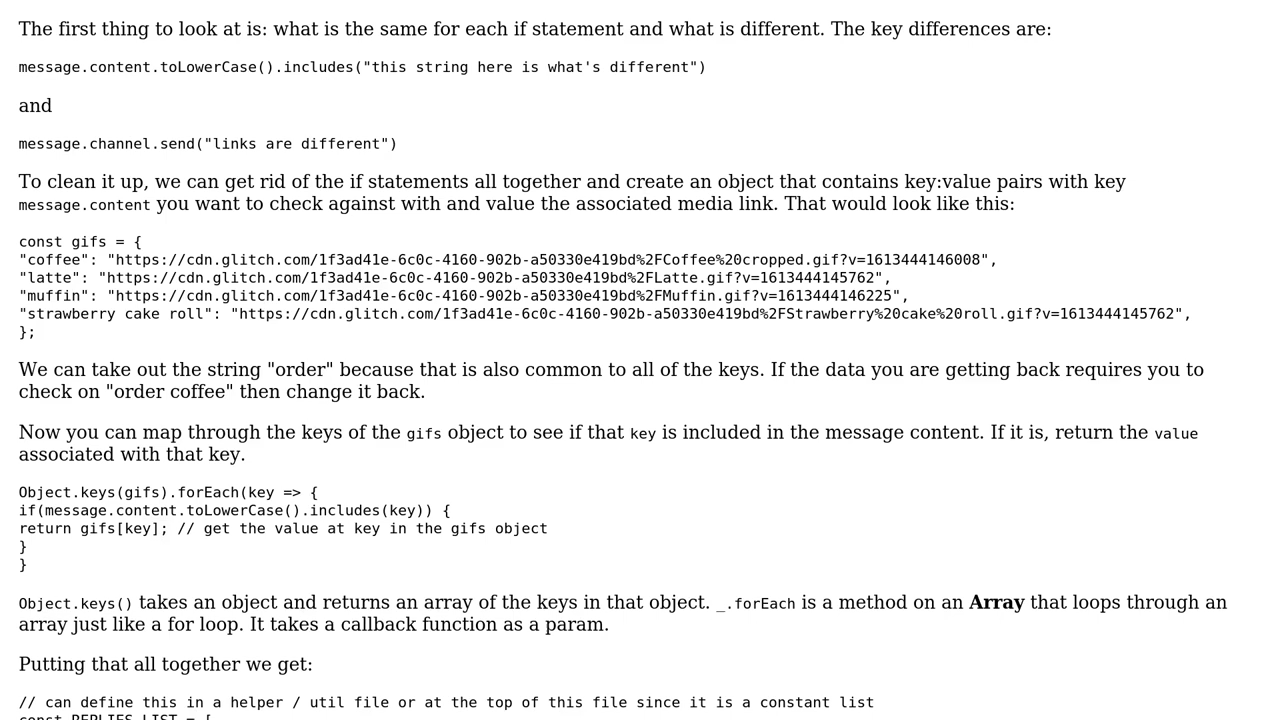 The first thing to look at is: what is the same for each if statement and what is different. The key differences are:
message.content.toLowerCase().includes("this string here is what's different")
and
message.channel.send("links are different")
To clean it up, we can get rid of the if statements all together and create an object that contains key:value pairs with key
message.content you want to check against with and value the associated media link. That would look like this:
const gifs = {
"coffee": "https://cdn.glitch.com/1f3ad41e-6c0c-4160-902b-a50330e419bd%2FCoffee%20cropped.gif?v=1613444146008",
"latte": "https://cdn.glitch.com/1f3ad41e-6c0c-4160-902b-a50330e419bd%2FLatte.gif?v=1613444145762",
"muffin": "https://cdn.glitch.com/1f3ad41e-6c0c-4160-902b-a50330e419bd%2FMuffin.gif?v=1613444146225",
"strawberry cake roll": "https://cdn.glitch.com/1f3ad41e-6c0c-4160-902b-a50330e419bd%2FStrawberry%20cake%20roll.gif?v=1613444145762",
};
We can take out the string "order" because that is also common to all of the keys. If the data you are getting back requires you to
check on "order coffee" then change it back.
Now you can map through the keys of the gifs object to see if that key is included in the message content. If it is, return the value
associated with that key.
Object.keys(gifs).forEach(key => {
if(message.content.toLowerCase().includes(key)) {
return gifs[key]; // get the value at key in the gifs object
}
}
Object.keys() takes an object and returns an array of the keys in that object. _.forEach is a method on an Array that loops through an
array just like a for loop. It takes a callback function as a param.
Putting that all together we get:
// can define this in a helper / util file or at the top of this file since it is a constant list
const REPLIES_LIST = [